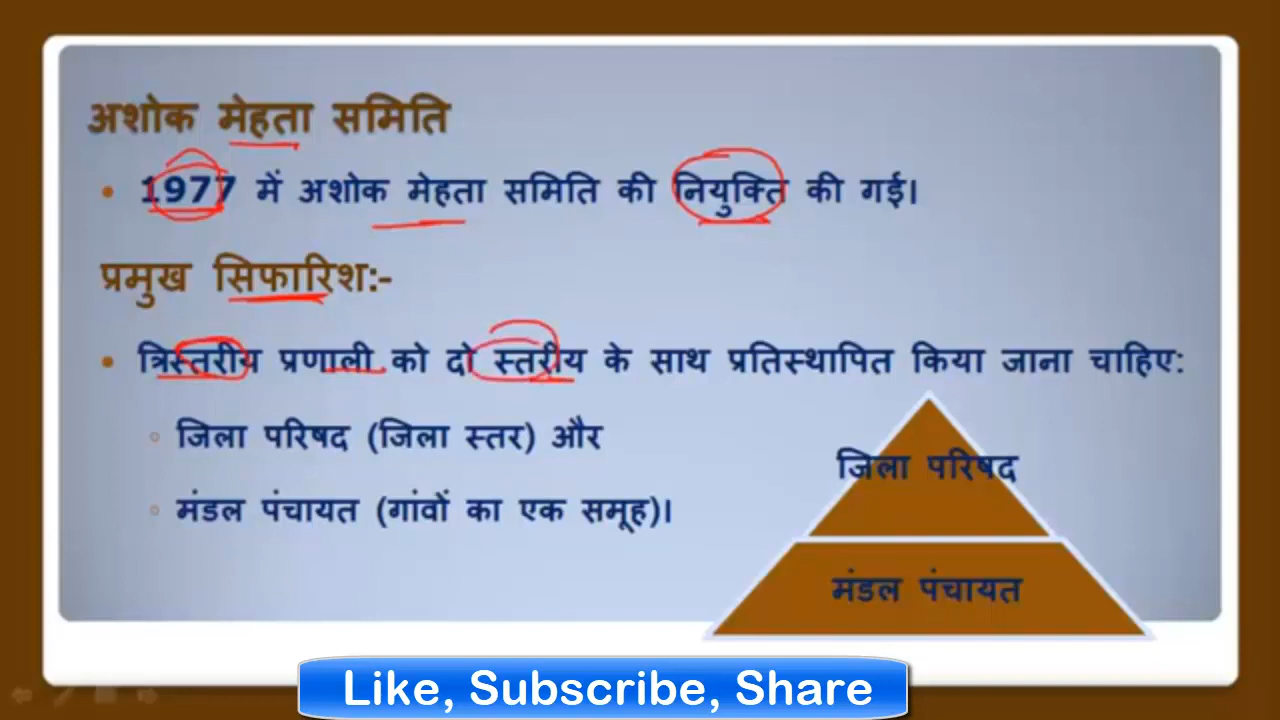 अशोक मेहता समिति
• 1977 में अशोक मेहता समिति की नियुक्ति की गई।
प्रमुख सिफारिश:-
• त्रिस्तरीय प्रणाली को दो स्तरीय के साथ प्रतिस्थापित किया जाना चाहिए:
◦ जिला परिषद (जिला स्तर) और
◦ मंडल पंचायत (गांवों का एक समूह)।
जिला परिषद
मंडल पंचायत
Like, Subscribe, Share